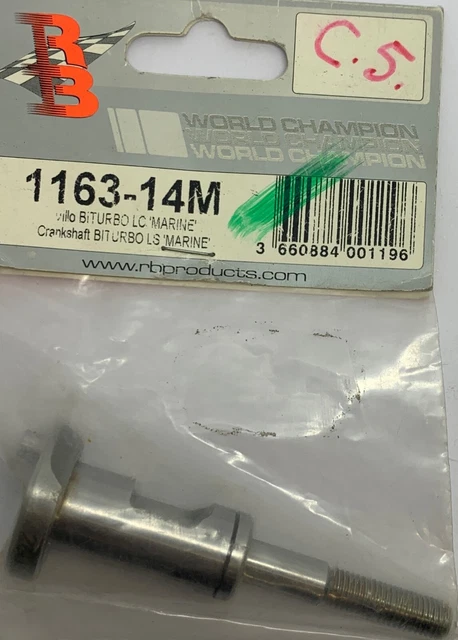 RB
C.5.
WORLD CHAMPION
WORLD CHAMPION
WORLD CHAMPION
1163-14M
BiTURBO LC 'MARINE'
Crankshaft BITURBO LS 'MARINE'
3 660884 001196
www.rbproducts.com